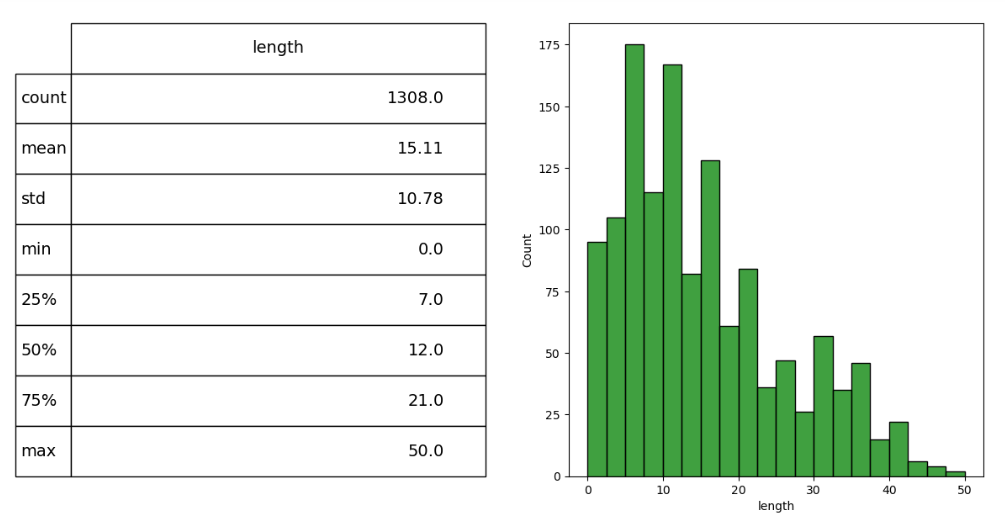 length
count 1308.0
mean 15.11
std 10.78
min 0.0
25% 7.0
50% 12.0
75% 21.0
max 50.0
Count
175
150
125
100
75
50
25
0
0 10 20 30 40 50
length